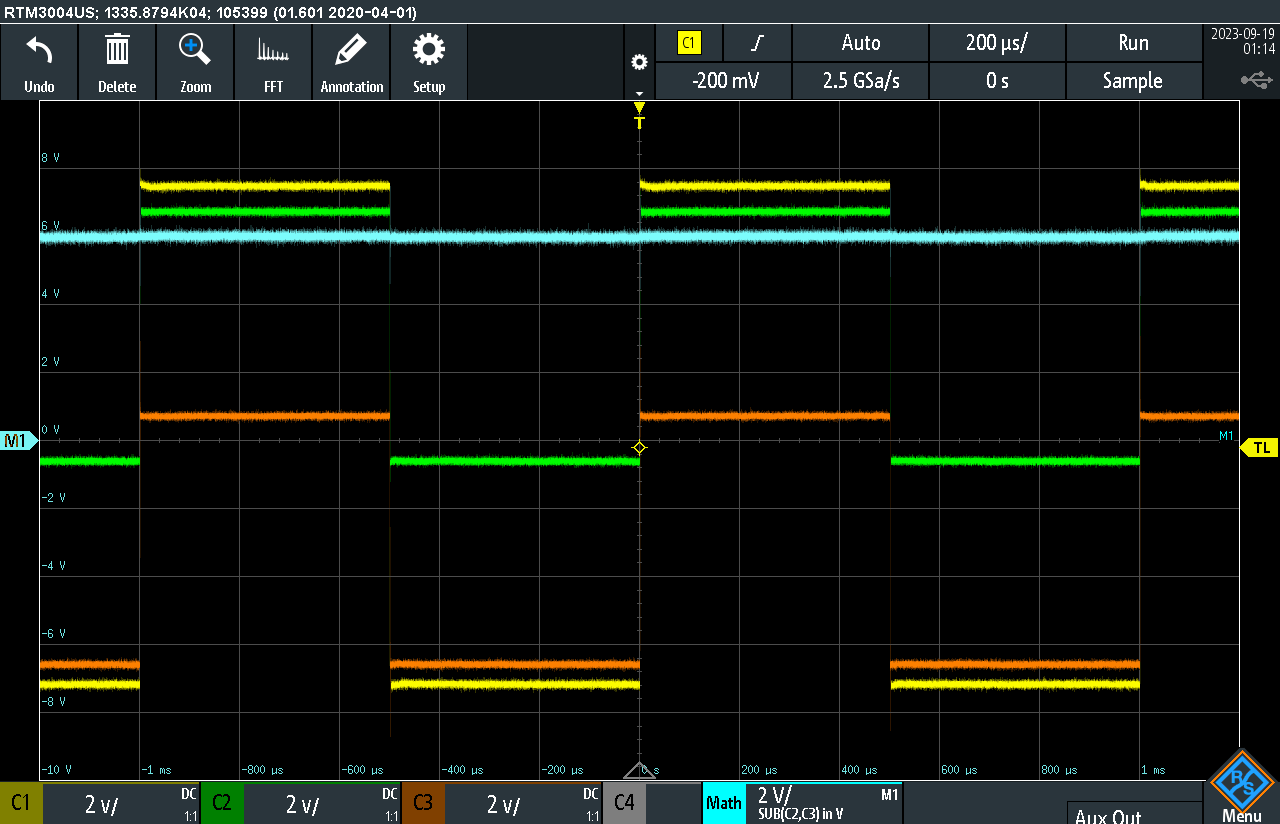 RTM3004US; 1335.8794K04; 105399 (01.601 2020-04-01)
Undo Delete Zoom FFT Annotation Setup
C1 Auto 200 µs/ Run
-200 mV 2.5 GSa/s 0 s Sample
2023-09-19
01:14
T
8 V
6 V
4 V
2 V
0 V
M1 M1
TL
-2 V
-4 V
-6 V
-8 V
-10 V -1 ms -800 µs -600 µs -400 µs -200 µs 0 s 200 µs 400 µs 600 µs 800 µs 1 ms
C1 2 V/ DC 1:1
C2 2 V/ DC 1:1
C3 2 V/ DC 1:1
C4
Math 2 V/ M1
SUB(C2,C3) in V
Aux Out
R S
Menu